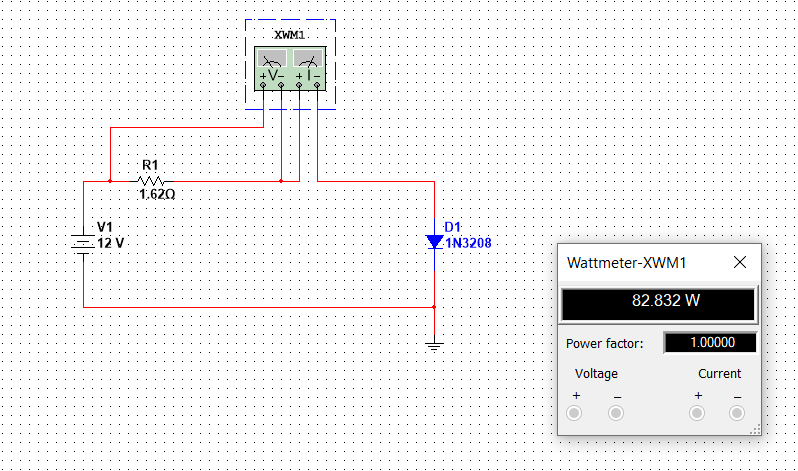 XWM1
+V- +I-
R1
1.62Ω
V1
12 V
D1
1N3208
Wattmeter-XWM1
82.832 W
Power factor: 1.00000
Voltage Current
+ − + −